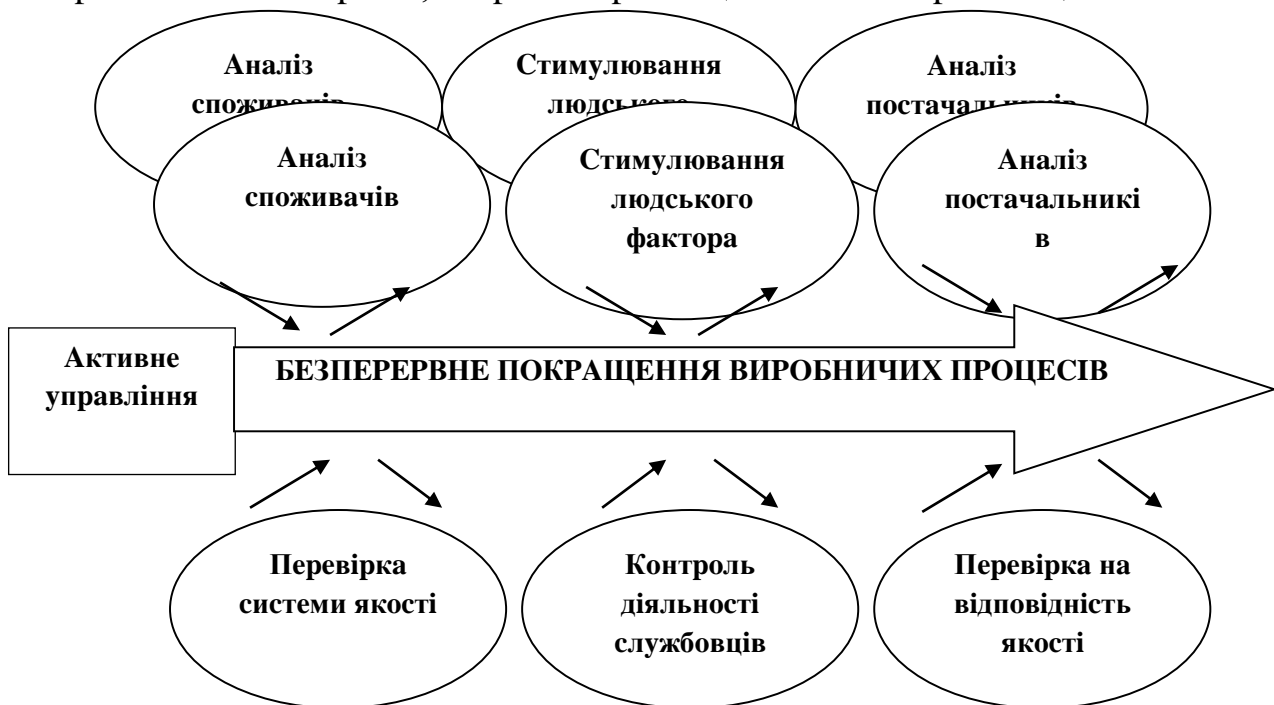 Аналіз
Стимулювання
людського
Аналіз
Аналіз
споживачів
Стимулювання
людського
фактора
Аналіз
постачальникі
в
Активне
управління
БЕЗПЕРЕРВНЕ ПОКРАЩЕННЯ ВИРОБНИЧИХ ПРОЦЕСІВ
Перевірка
системи якості
Контроль
діяльності
службовців
Перевірка на
відповідність
якості